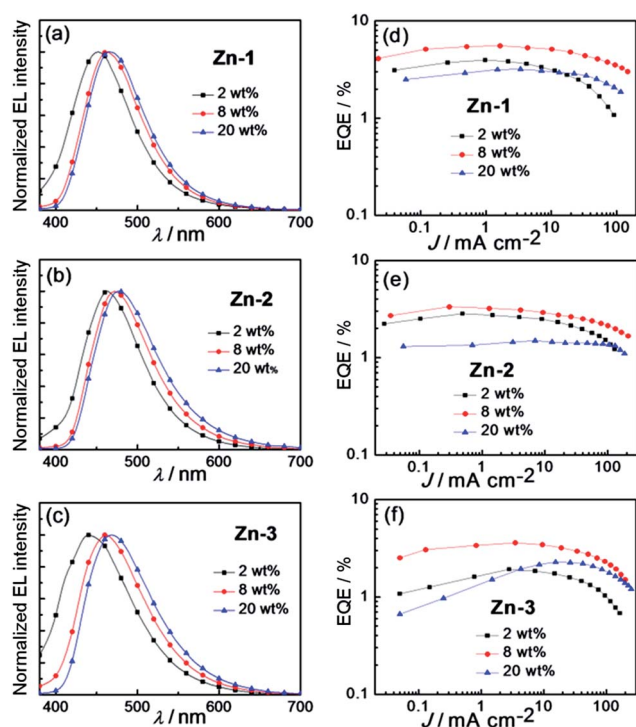 (a)
Zn-1
2 wt%
8 wt%
20 wt%
Normalized EL intensity
400 500 600 700
λ / nm
(d)
Zn-1
2 wt%
8 wt%
20 wt%
EQE / %
10
1
0.1
0.1 1 10 100
J / mA cm-2
(b)
Zn-2
2 wt%
8 wt%
20 wt%
Normalized EL intensity
400 500 600 700
λ / nm
(e)
Zn-2
2 wt%
8 wt%
20 wt%
EQE / %
10
1
0.1
0.1 1 10 100
J / mA cm-2
(c)
Zn-3
2 wt%
8 wt%
20 wt%
Normalized EL intensity
400 500 600 700
λ / nm
(f)
Zn-3
2 wt%
8 wt%
20 wt%
EQE / %
10
1
0.1
0.1 1 10 100
J / mA cm-2